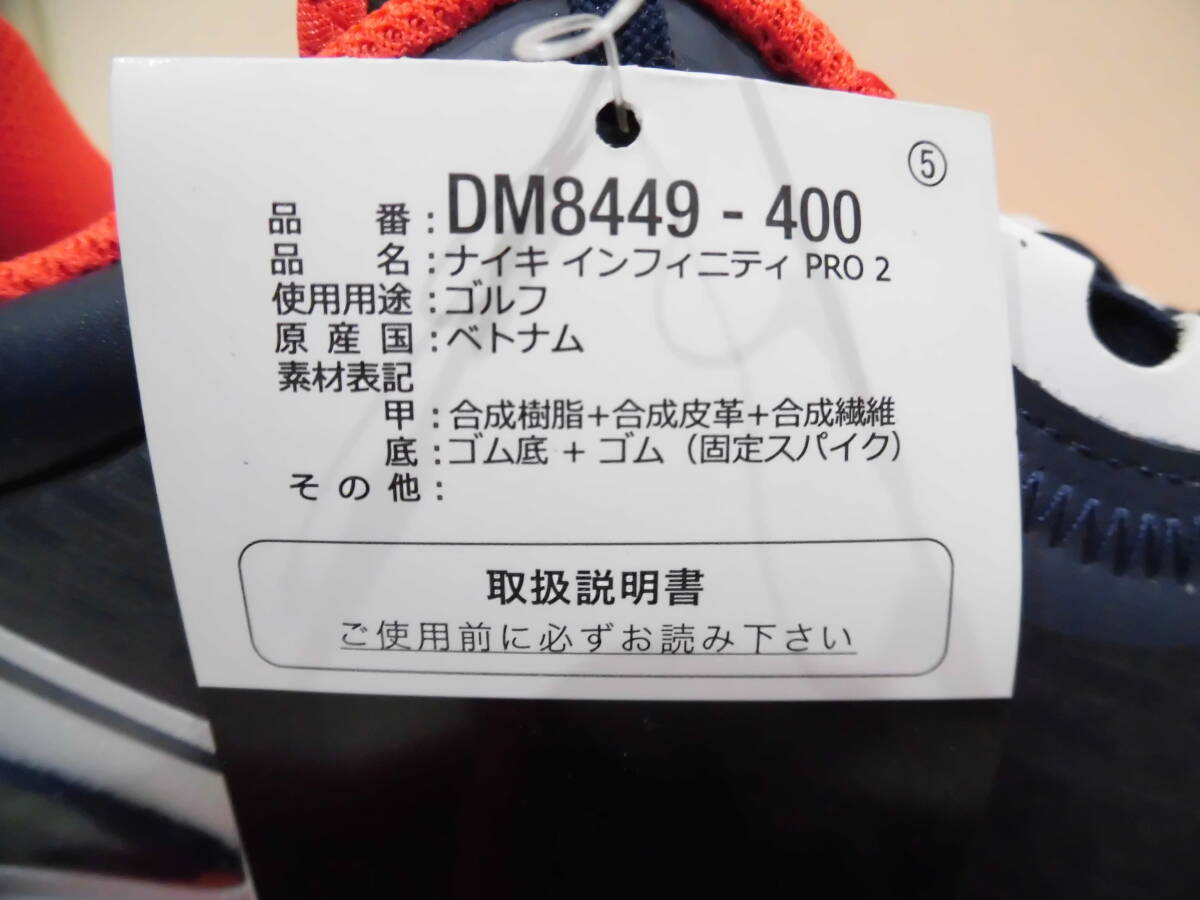 ⑤
品番:DM8449 - 400
品名:ナイキ インフィニティ PRO 2
使用用途:ゴルフ
原産国:ベトナム
素材表記
甲:合成樹脂+合成皮革+合成繊維
底:ゴム底 + ゴム(固定スパイク)
その他:
取扱説明書
ご使用前に必ずお読み下さい